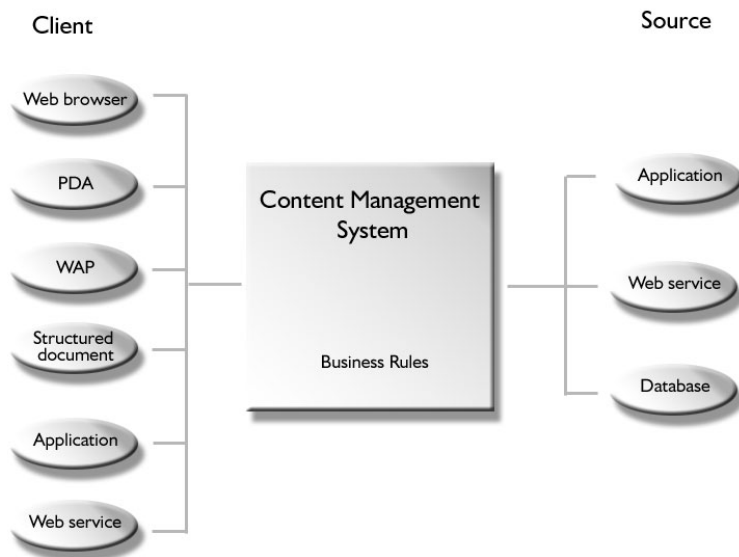 Client
Source
Web browser
PDA
WAP
Structured
document
Application
Web service
Content Management
System
Business Rules
Application
Web service
Database